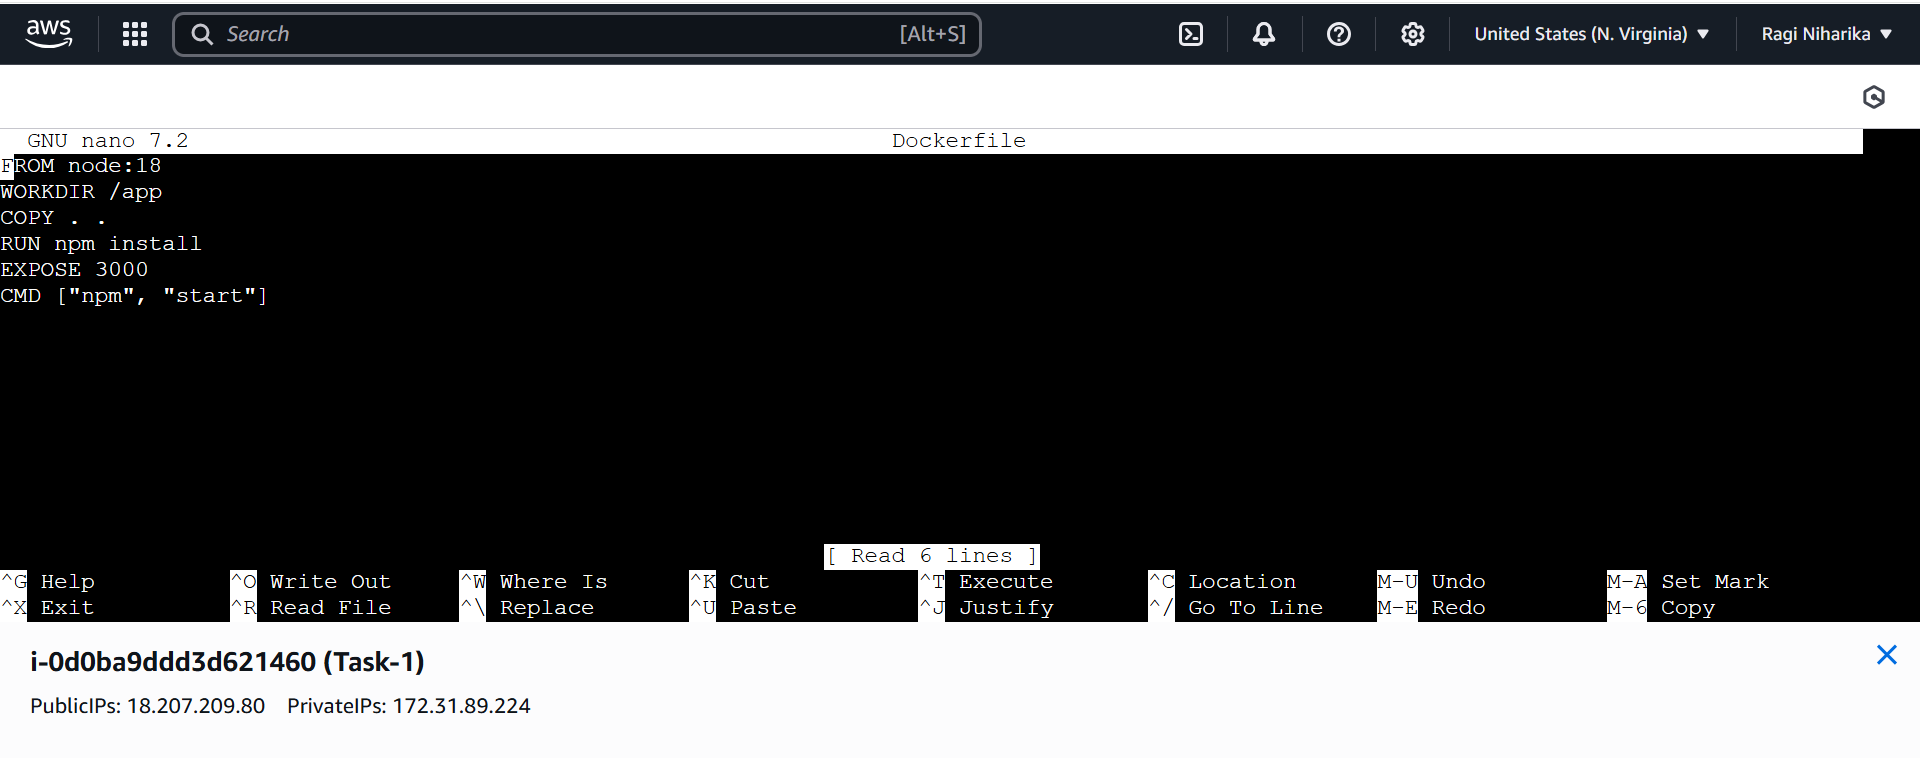 aws
Search [Alt+S]
United States (N. Virginia)
Ragi Niharika
GNU nano 7.2 Dockerfile
FROM node:18
WORKDIR /app
COPY . .
RUN npm install
EXPOSE 3000
CMD ["npm", "start"]
[ Read 6 lines ]
^G Help ^O Write Out ^W Where Is ^K Cut ^T Execute ^C Location M-U Undo M-A Set Mark
^X Exit ^R Read File ^\ Replace ^U Paste ^J Justify ^/ Go To Line M-E Redo M-6 Copy
i-0d0ba9ddd3d621460 (Task-1)
PublicIPs: 18.207.209.80 PrivateIPs: 172.31.89.224